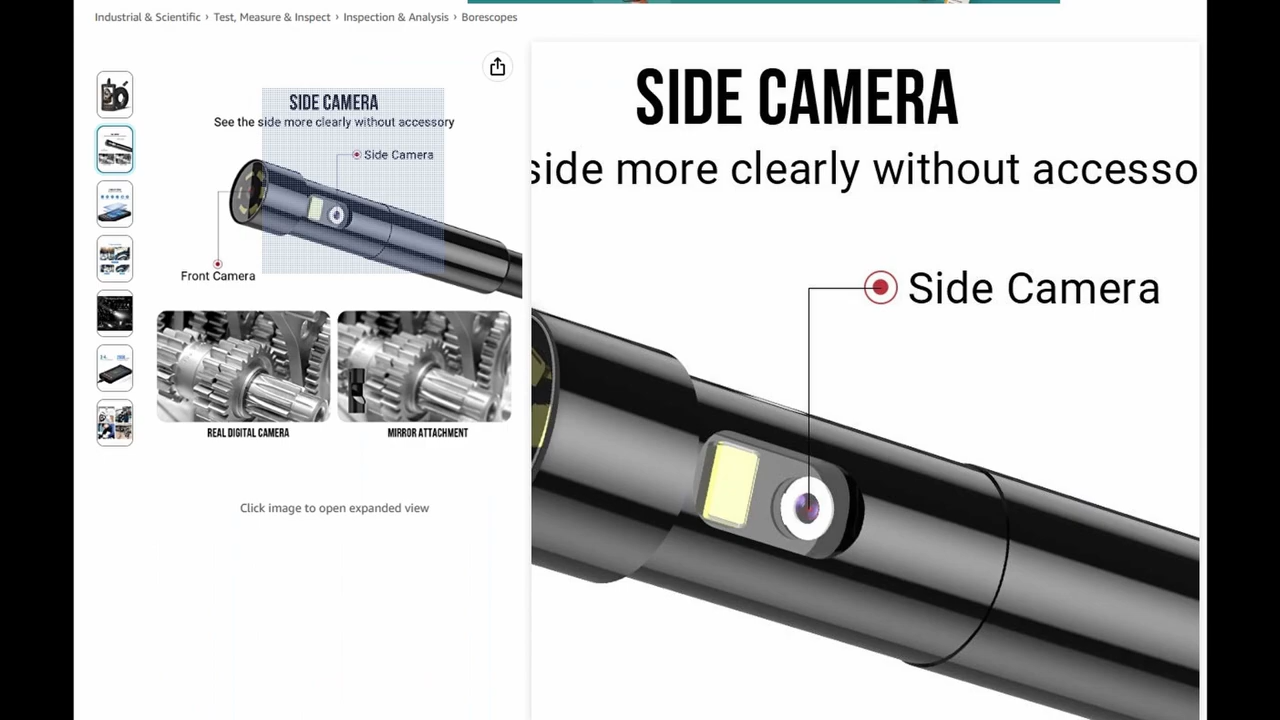 Industrial & Scientific › Test, Measure & Inspect › Inspection & Analysis › Borescopes
SIDE CAMERA
See the side more clearly without accessory
Side Camera
Front Camera
REAL DIGITAL CAMERA
MIRROR ATTACHMENT
Click image to open expanded view
SIDE CAMERA
side more clearly without accesso
Side Camera